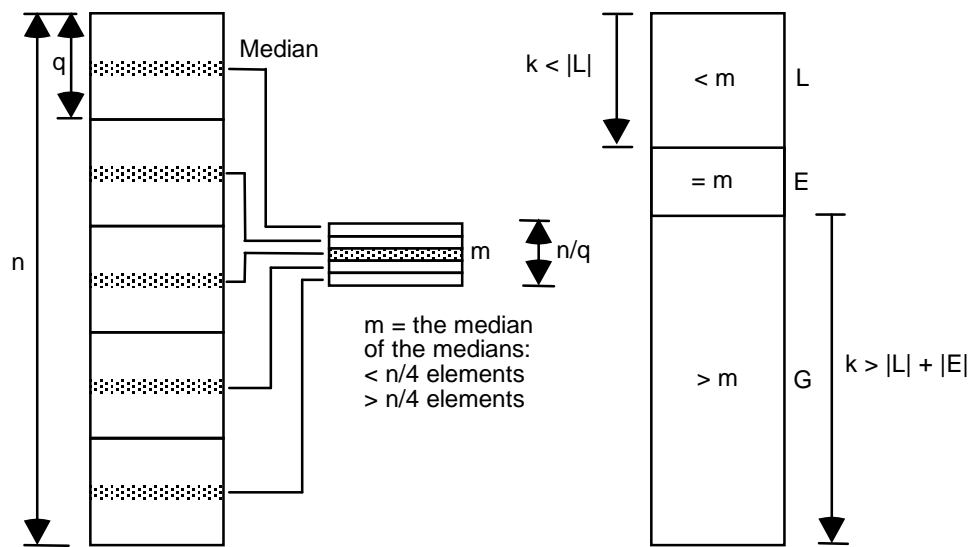 q
Median
n
m
n/q
m = the median
of the medians:
< n/4 elements
> n/4 elements
k < |L|
< m
L
= m
E
> m
G
k > |L| + |E|